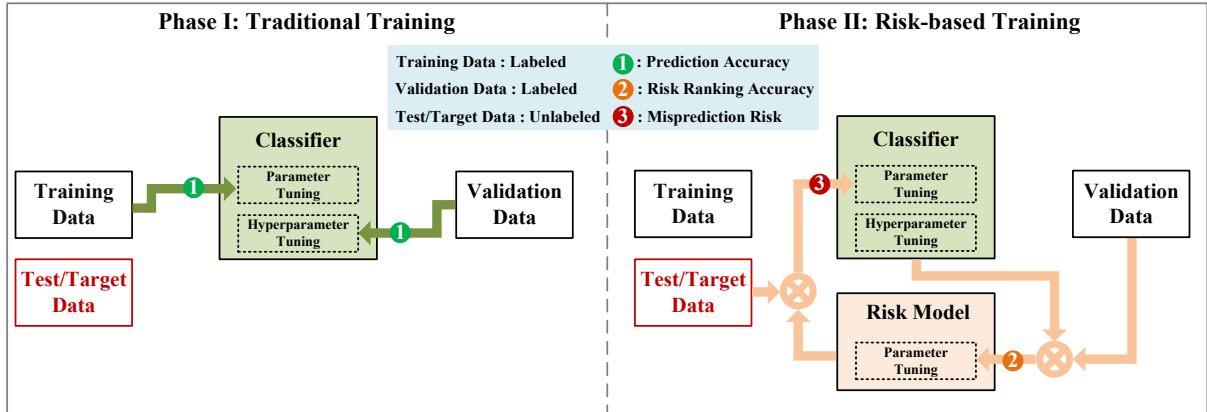 Phase I: Traditional Training
Phase II: Risk-based Training
Training Data : Labeled
1 : Prediction Accuracy
Validation Data : Labeled
2 : Risk Ranking Accuracy
Test/Target Data : Unlabeled
3 : Misprediction Risk
Training
Data
Test/Target
Data
1
Classifier
Parameter
Tuning
Hyperparameter
Tuning
1
Validation
Data
Training
Data
Test/Target
Data
3
Classifier
Parameter
Tuning
Hyperparameter
Tuning
Risk Model
Parameter
Tuning
2
Validation
Data